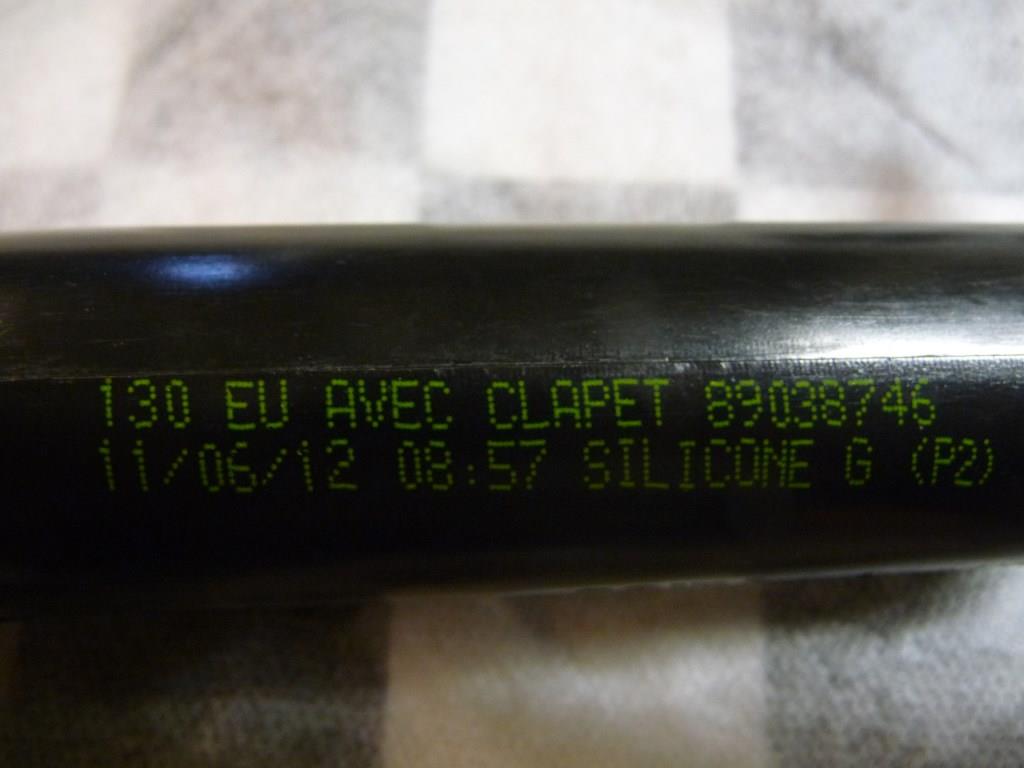 130 EU AVEC CLAPET 89038746
11/06/12 08:57 SILICONE G (P2)